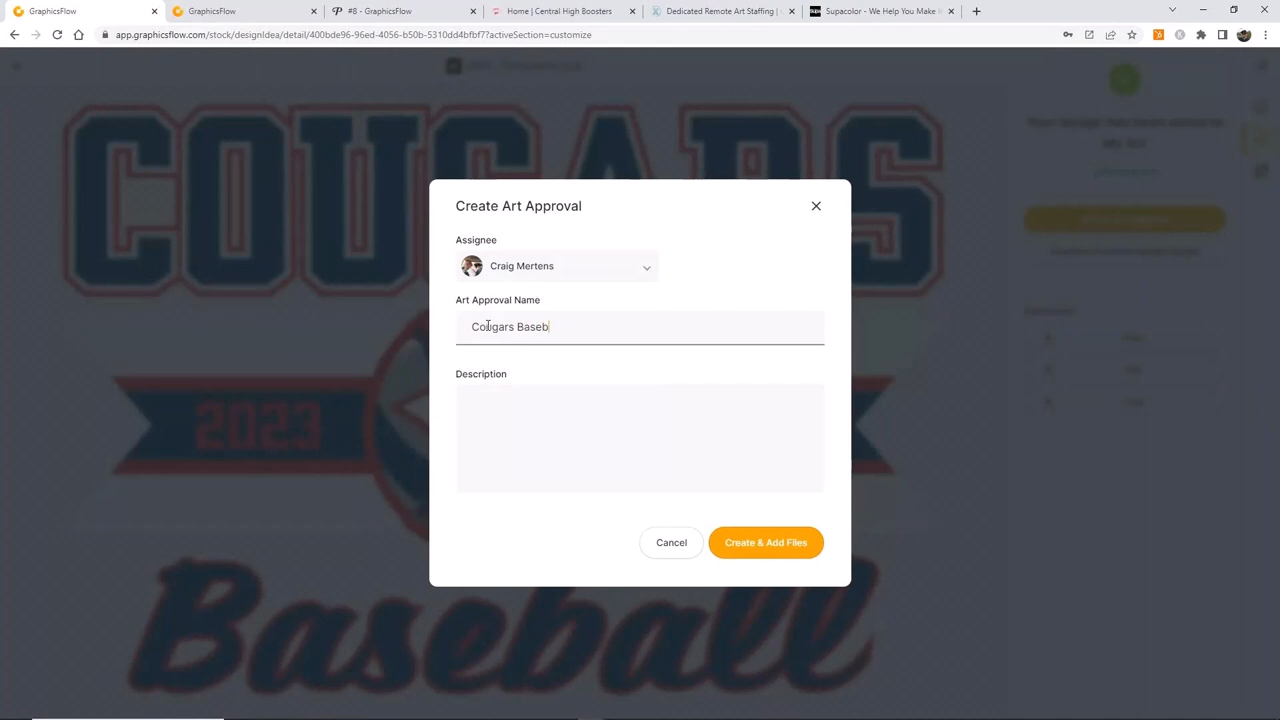 GraphicsFlow
GraphicsFlow
#8 - GraphicsFlow
Home | Central High Boosters
Dedicated Remote Art Staffing |
Supacolor - We Help You Make I
app.graphicsflow.com/stock/designIdea/detail/400bde96-96ed-4056-b50b-5310dd4bfbf7?activeSection=customize
COUGARS
2023
Baseball
Create Art Approval
Assignee
Craig Mertens
Art Approval Name
Cougars Baseb
Description
Cancel
Create & Add Files